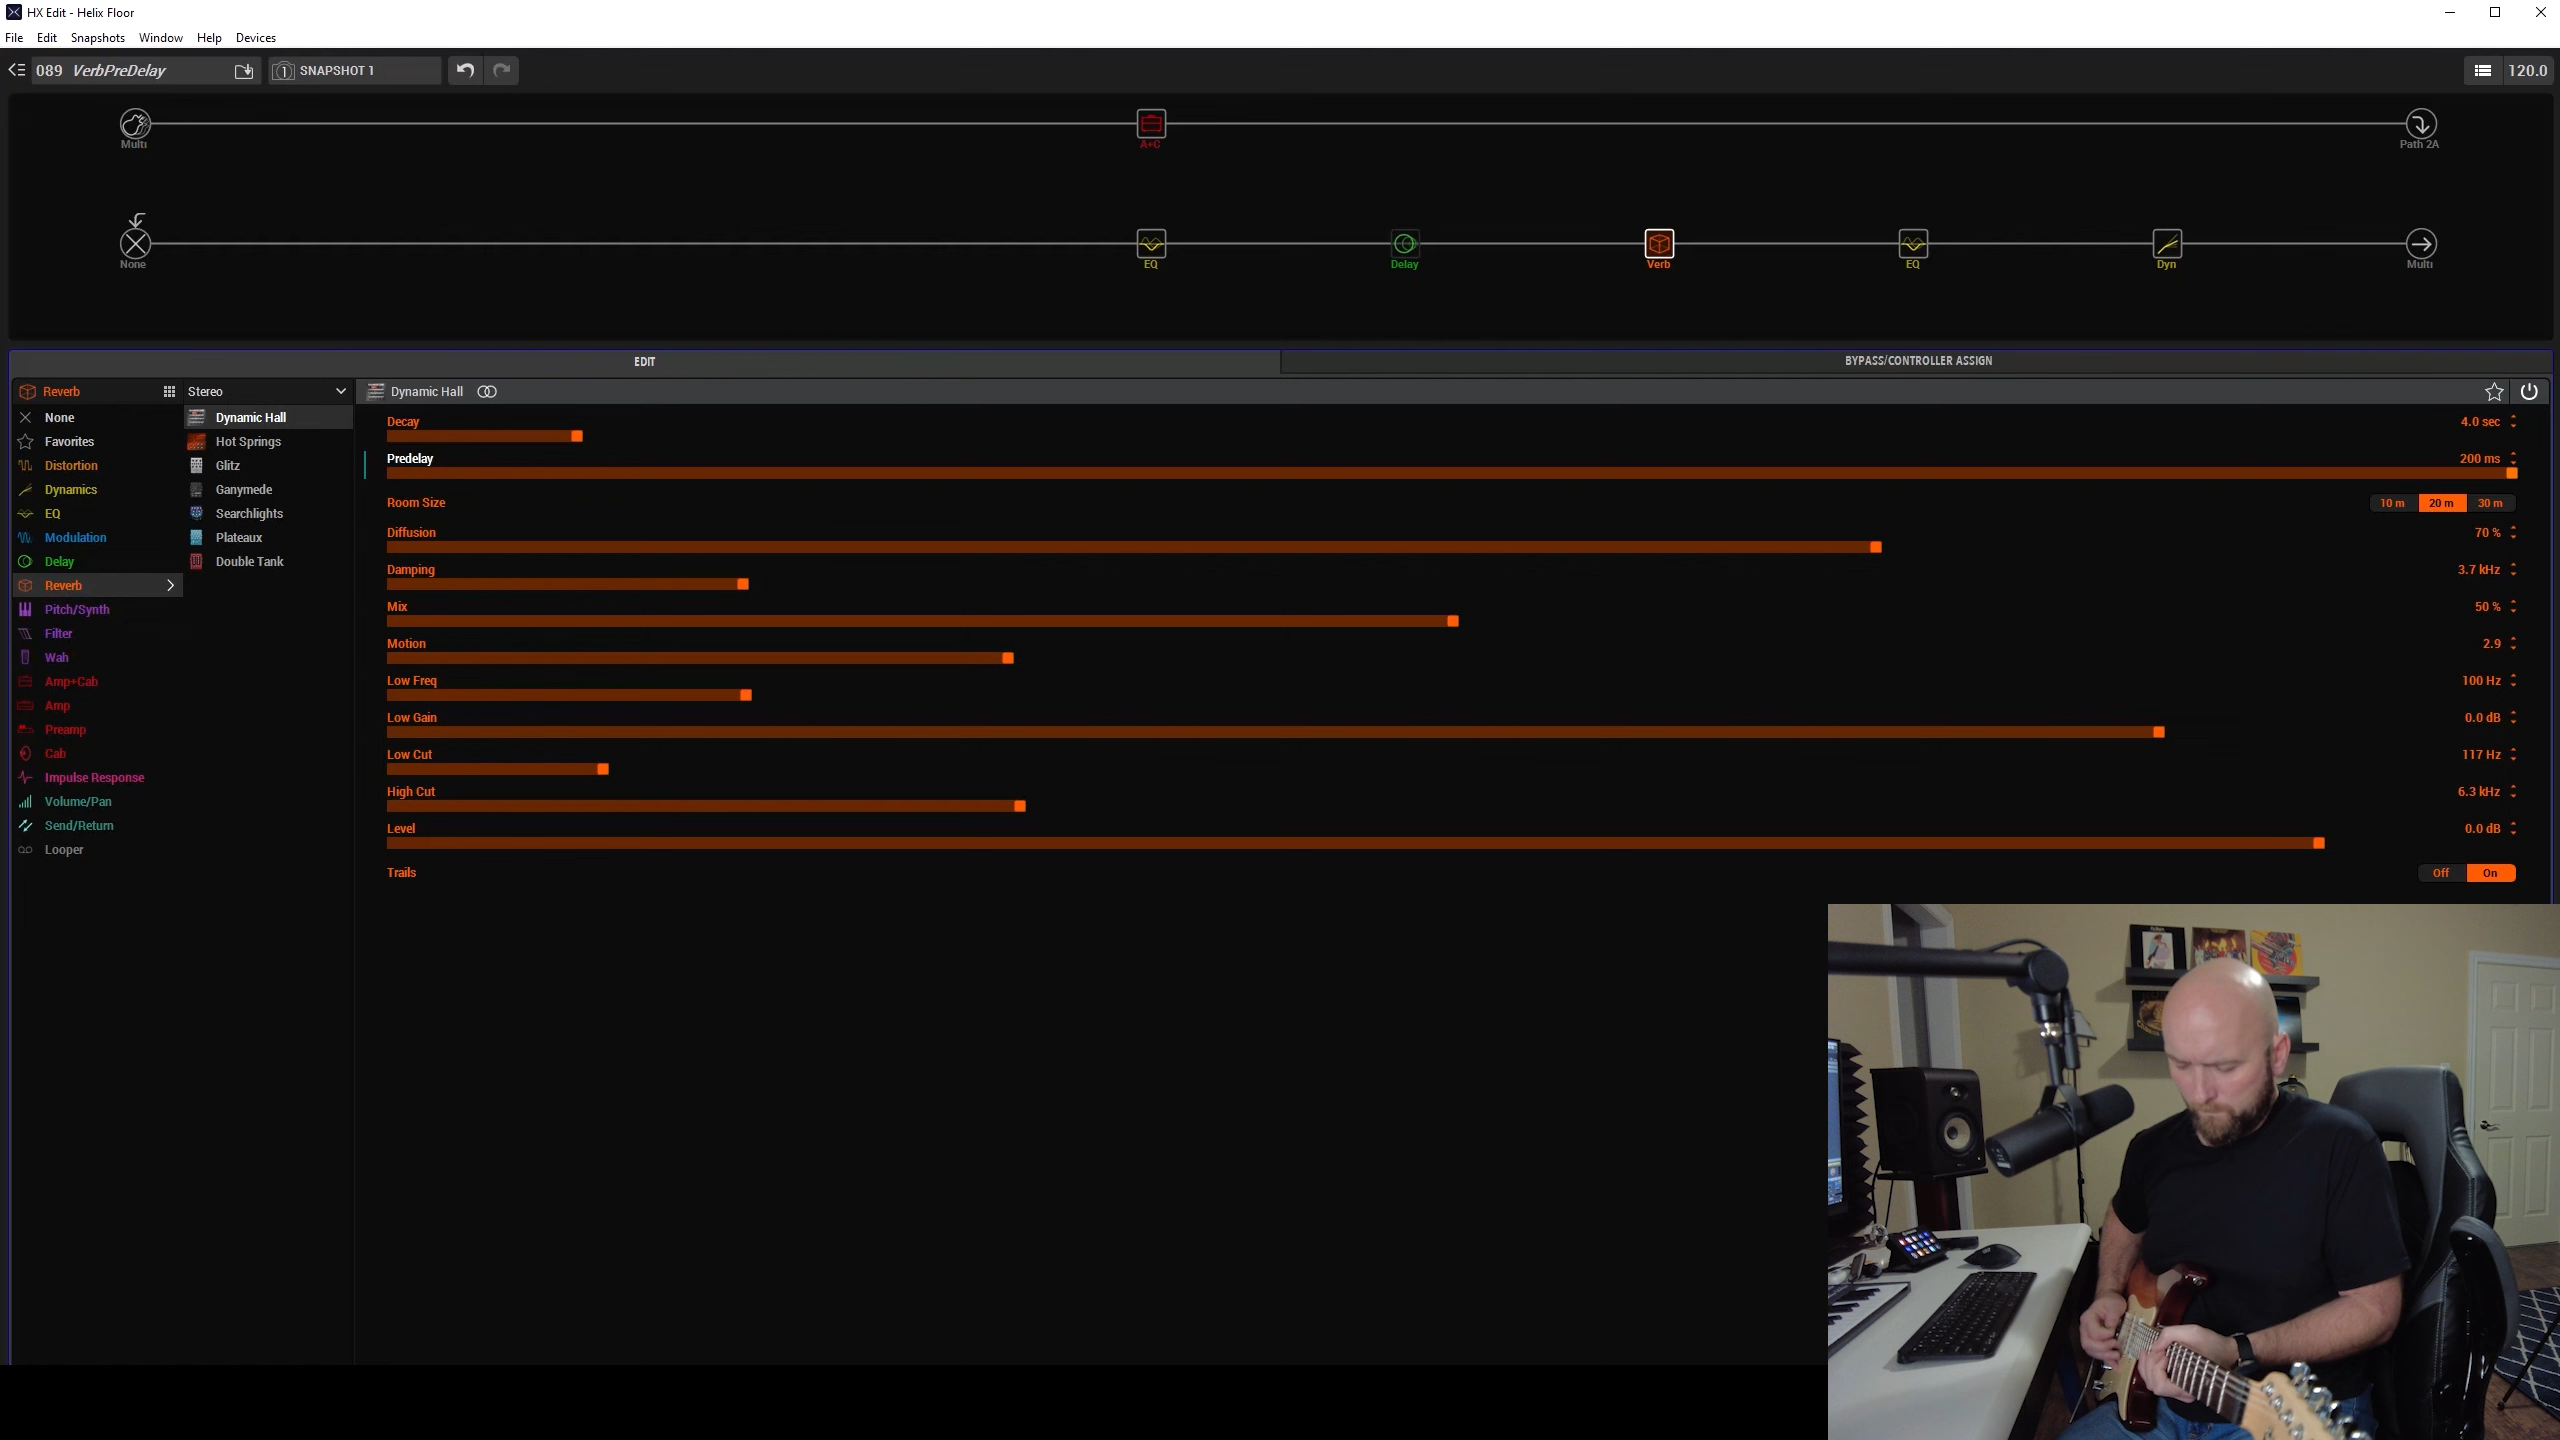 HX Edit - Helix Floor
File Edit Snapshots Window Help Devices
089 VerbPreDelay 1 SNAPSHOT 1 120.0
Multi A+C Path 2A
None EQ Delay Verb EQ Dyn Multi
EDIT BYPASS/CONTROLLER ASSIGN
Reverb Stereo Dynamic Hall
None Dynamic Hall
Favorites Hot Springs
Distortion Glitz
Dynamics Ganymede
EQ Searchlights
Modulation Plateaux
Delay Double Tank
Reverb
Pitch/Synth
Filter
Wah
Amp+Cab
Amp
Preamp
Cab
Impulse Response
Volume/Pan
Send/Return
Looper
Decay 4.0 sec
Predelay 200 ms
Room Size 10 m 20 m 30 m
Diffusion 70 %
Damping 3.7 kHz
Mix 50 %
Motion 2.9
Low Freq 100 Hz
Low Gain 0.0 dB
Low Cut 117 Hz
High Cut 6.3 kHz
Level 0.0 dB
Trails Off On